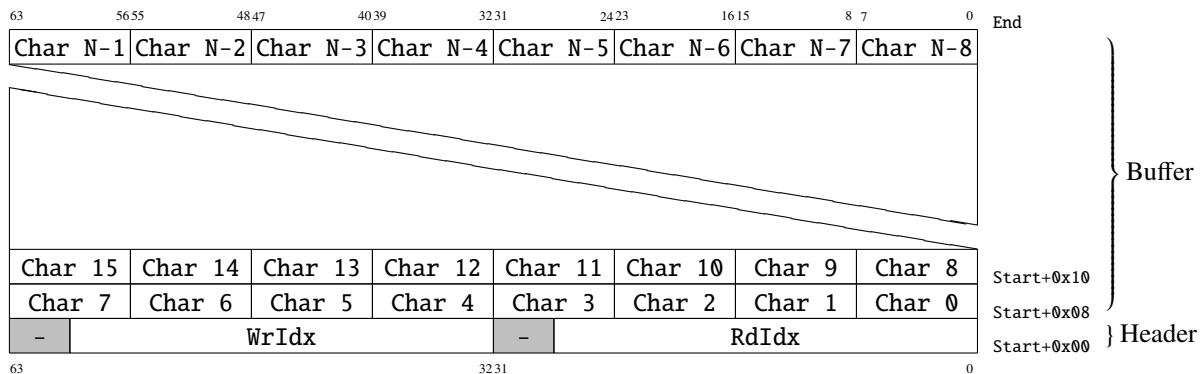 63 56 55 48 47 40 39 32 31 24 23 16 15 8 7 0 End
Char N-1 Char N-2 Char N-3 Char N-4 Char N-5 Char N-6 Char N-7 Char N-8
Buffer
Char 15 Char 14 Char 13 Char 12 Char 11 Char 10 Char 9 Char 8 Start+0x10
Char 7 Char 6 Char 5 Char 4 Char 3 Char 2 Char 1 Char 0 Start+0x08
- WrIdx - RdIdx Start+0x00 } Header
63 32 31 0